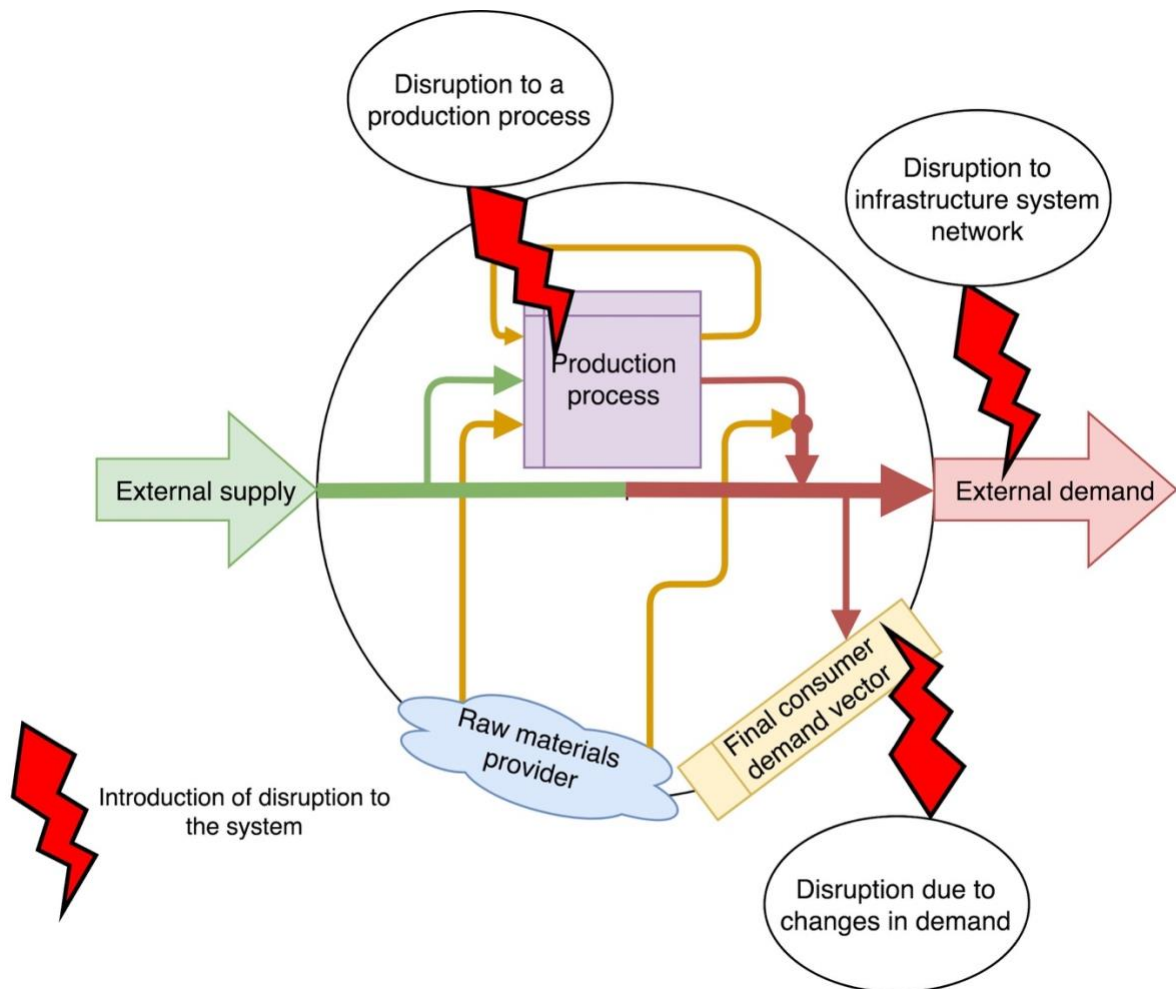 Disruption to a
production process
Disruption to
infrastructure system
network
Production
process
External supply
External demand
Raw materials
provider
Final consumer
demand vector
Introduction of disruption to
the system
Disruption due to
changes in demand